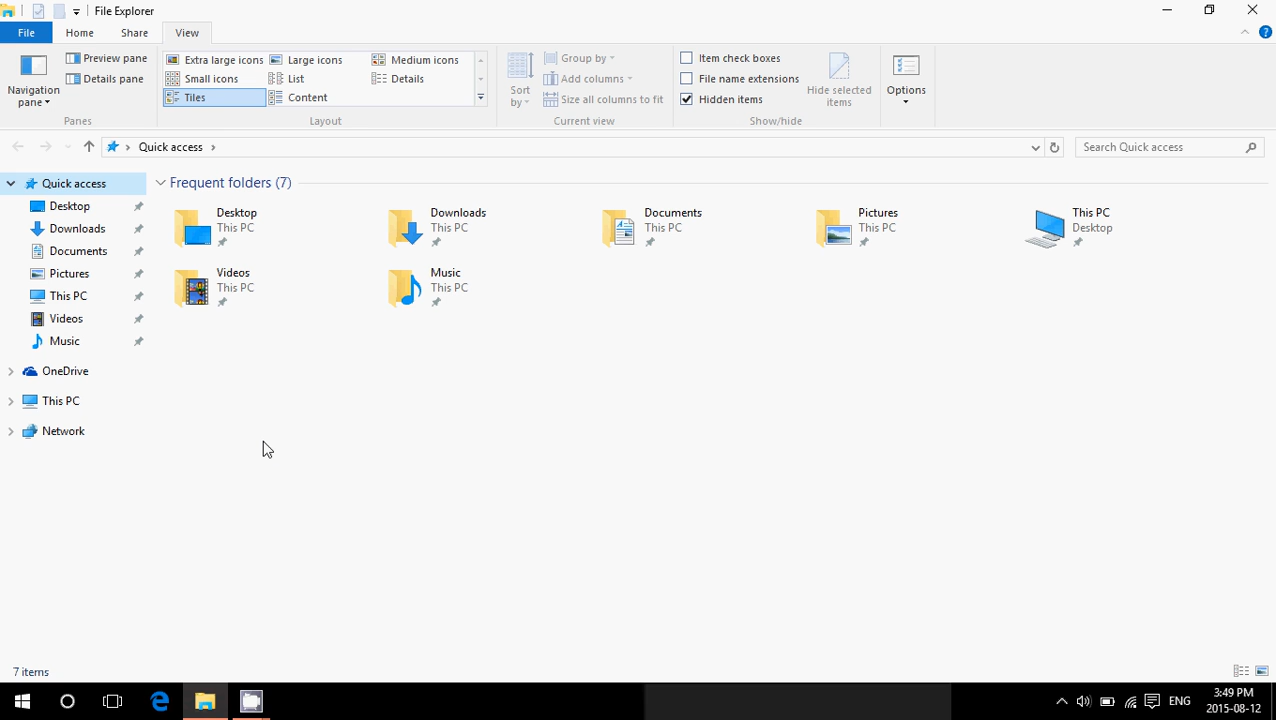 File Explorer
File Home Share View
Navigation pane
Preview pane
Details pane
Panes
Extra large icons Large icons Medium icons
Small icons List Details
Tiles Content
Layout
Sort by
Group by
Add columns
Size all columns to fit
Current view
Item check boxes
File name extensions
Hidden items
Hide selected items
Show/hide
Options
Quick access
Search Quick access
Quick access
Desktop
Downloads
Documents
Pictures
This PC
Videos
Music
OneDrive
This PC
Network
Frequent folders (7)
Desktop
This PC
Downloads
This PC
Documents
This PC
Pictures
This PC
This PC
Desktop
Videos
This PC
Music
This PC
7 items
ENG
3:49 PM
2015-08-12